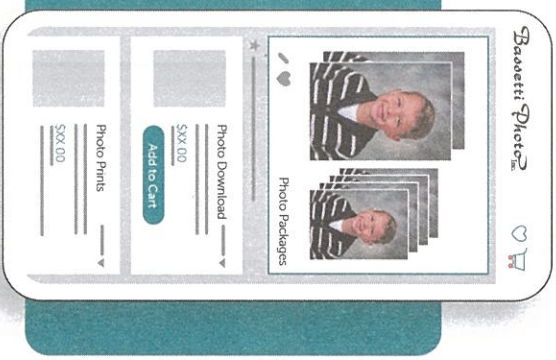 Bassetti Photo Inc.
Photo Packages
Photo Download
$XX.00
Add to Cart
Photo Prints
$XX.00